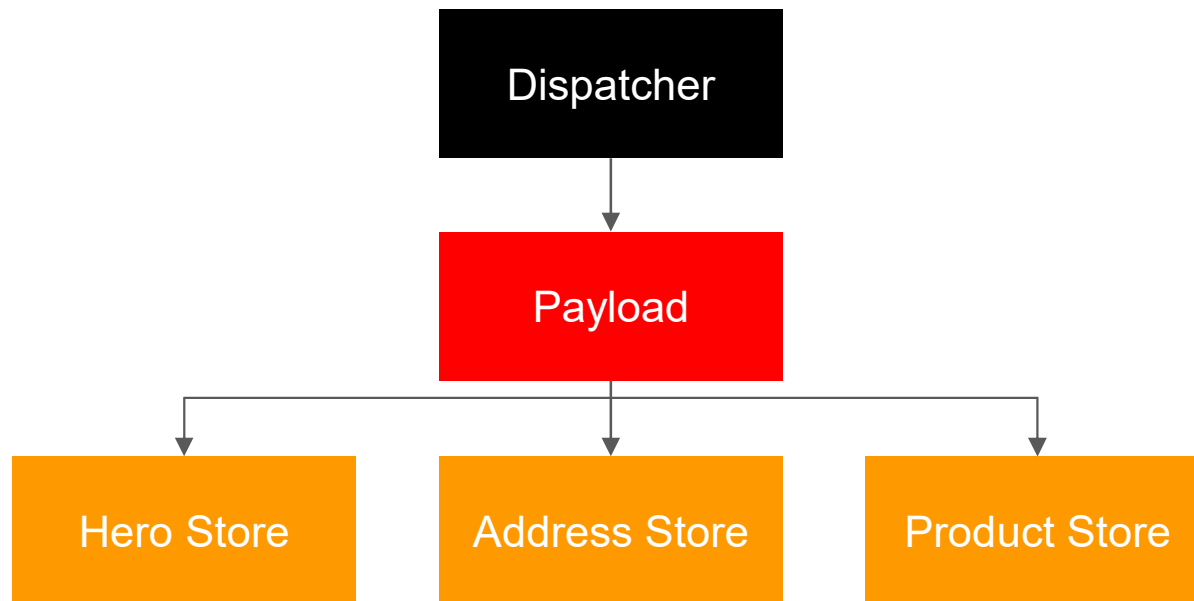 Dispatcher
Payload
Hero Store
Address Store
Product Store